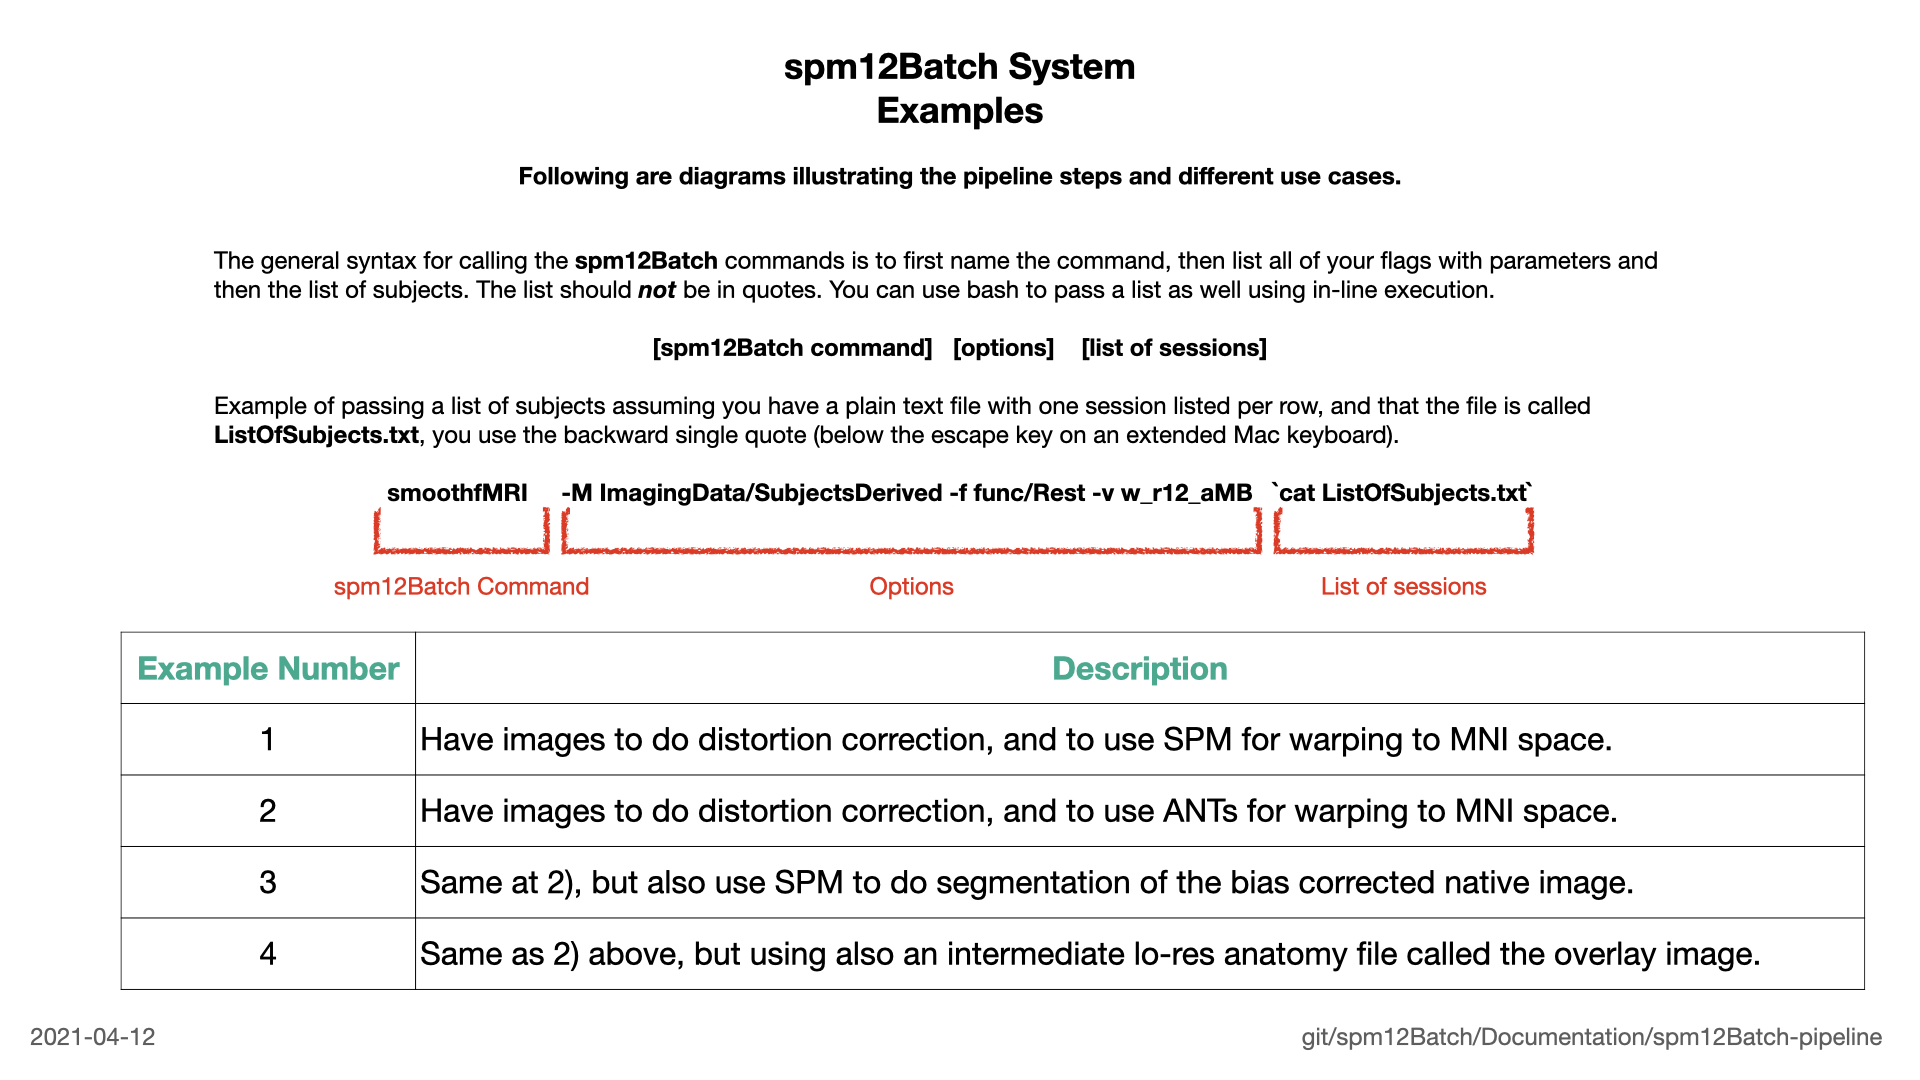 spm12Batch System
Examples
Following are diagrams illustrating the pipeline steps and different use cases.
The general syntax for calling the spm12Batch commands is to first name the command, then list all of your flags with parameters and
then the list of subjects. The list should not be in quotes. You can use bash to pass a list as well using in-line execution.
[spm12Batch command] [options] [list of sessions]
Example of passing a list of subjects assuming you have a plain text file with one session listed per row, and that the file is called
ListOfSubjects.txt, you use the backward single quote (below the escape key on an extended Mac keyboard).
smoothfMRI -M ImagingData/SubjectsDerived -f func/Rest -v w_r12_aMB `cat ListOfSubjects.txt`
spm12Batch Command Options List of sessions
Example Number Description
1 Have images to do distortion correction, and to use SPM for warping to MNI space.
2 Have images to do distortion correction, and to use ANTs for warping to MNI space.
3 Same at 2), but also use SPM to do segmentation of the bias corrected native image.
4 Same as 2) above, but using also an intermediate lo-res anatomy file called the overlay image.
2021-04-12 git/spm12Batch/Documentation/spm12Batch-pipeline